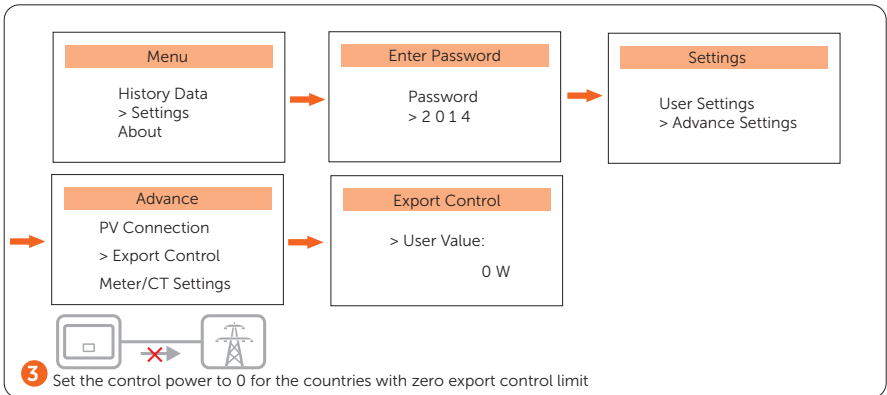 Menu
History Data
> Settings
About
Enter Password
Password
> 2 0 1 4
Settings
User Settings
> Advance Settings
Advance
PV Connection
> Export Control
Meter/CT Settings
Export Control
> User Value:
0 W
3 Set the control power to 0 for the countries with zero export control limit